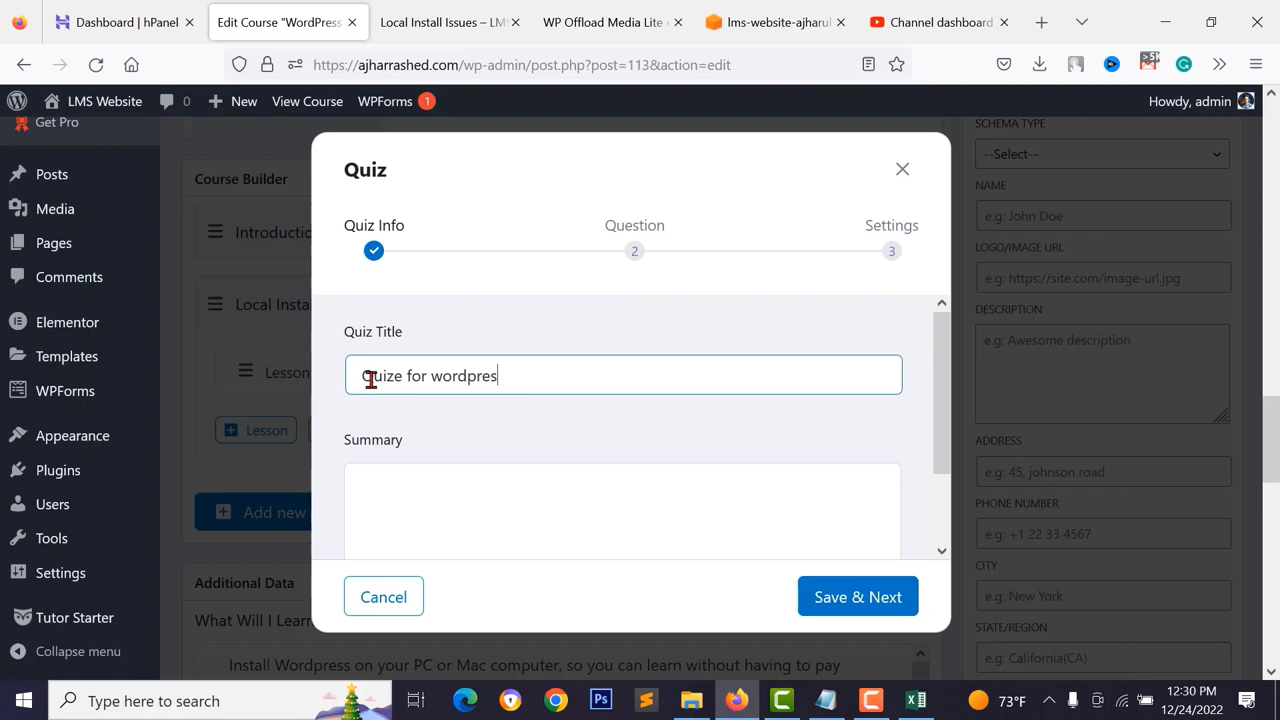 Dashboard | hPanel
Edit Course “WordPress
Local Install Issues – LMS
WP Offload Media Lite
lms-website-ajharul
Channel dashboard
https://ajharrashed.com/wp-admin/post.php?post=113&action=edit
5K
LMS Website
0
New
View Course
WPForms
1
Howdy, admin
Get Pro
Posts
Media
Pages
Comments
Elementor
Templates
WPForms
Appearance
Plugins
Users
Tools
Settings
Tutor Starter
Collapse menu
Course Builder
Introductio
Local Insta
Lesson
Lesson
Add new
Additional Data
What Will I Learn
Install Wordpress on your PC or Mac computer, so you can learn without having to pay
Quiz
Quiz Info
Question
Settings
2
3
Quiz Title
Quize for wordpres
Summary
Cancel
Save & Next
SCHEMA TYPE
--Select--
NAME
e.g: John Doe
LOGO/IMAGE URL
e.g: https://site.com/image-url.jpg
DESCRIPTION
e.g: Awesome description
ADDRESS
e.g: 45, johnson road
PHONE NUMBER
e.g: +1 22 33 4567
CITY
e.g: New York
STATE/REGION
e.g: California(CA)
Type here to search
Ps
73°F
12:30 PM
12/24/2022